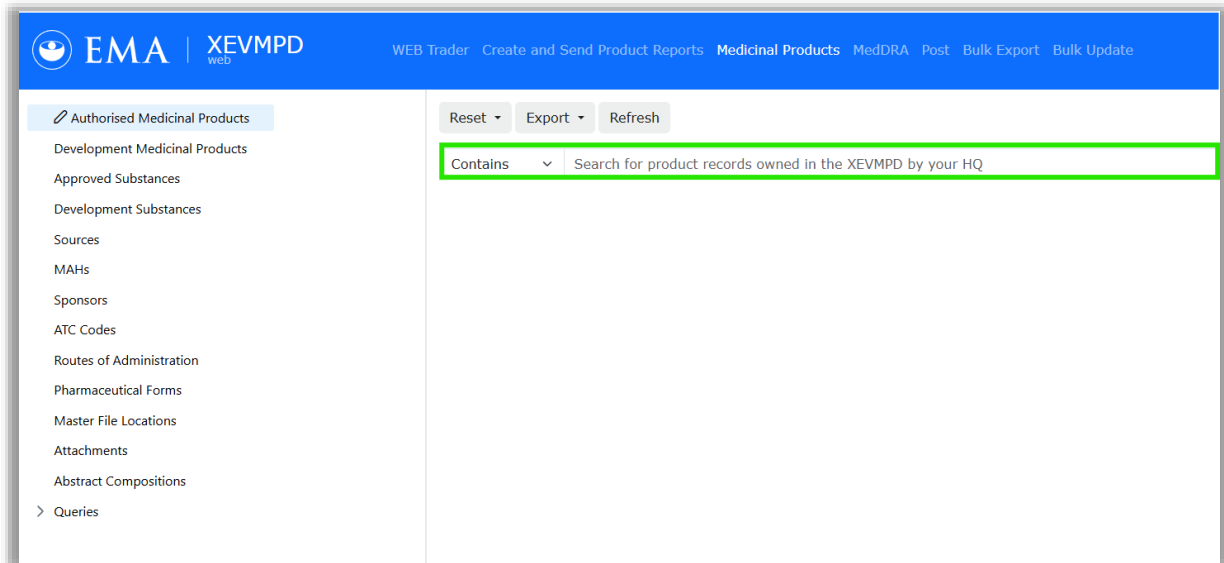 EMA | XEVMPD
web
WEB Trader Create and Send Product Reports Medicinal Products MedDRA Post Bulk Export Bulk Update
Authorised Medicinal Products
Development Medicinal Products
Approved Substances
Development Substances
Sources
MAHs
Sponsors
ATC Codes
Routes of Administration
Pharmaceutical Forms
Master File Locations
Attachments
Abstract Compositions
Queries
Reset Export Refresh
Contains Search for product records owned in the XEVMPD by your HQ